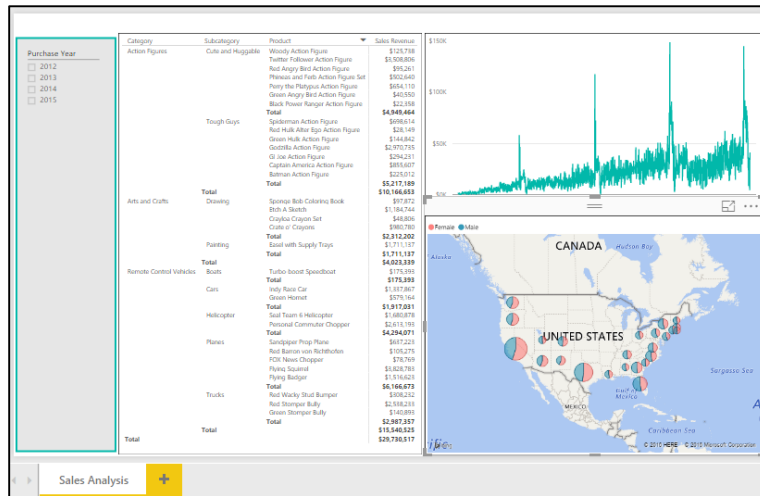 Purchase Year
2012
2013
2014
2015
Category Subcategory Product Sales Revenue
Action Figures Cute and Huggable Woody Action Figure $125,738
Twitter Follower Action Figure $3,508,806
Red Angry Bird Action Figure $95,261
Phineas and Ferb Action Figure Set $502,640
Perry the Platypus Action Figure $654,110
Green Angry Bird Action Figure $40,550
Black Power Ranger Action Figure $22,358
Total $4,949,464
Tough Guys Spiderman Action Figure $698,614
Red Hulk Alter Ego Action Figure $28,149
Green Hulk Action Figure $144,842
Godzilla Action Figure $2,970,735
GI Joe Action Figure $294,231
Captain America Action Figure $855,607
Batman Action Figure $225,012
Total $5,217,189
Total $10,166,653
Arts and Crafts Drawing Sponge Bob Coloring Book $97,872
Etch A Sketch $1,184,744
Crayloa Crayon Set $48,806
Crate o' Crayons $980,780
Total $2,312,202
Painting Easel with Supply Trays $1,711,137
Total $1,711,137
Total $4,023,339
Remote Control Vehicles Boats Turbo boost Speedboat $175,393
Total $175,393
Cars Indy Race Car $1,337,867
Green Hornet $579,164
Total $1,917,031
Helicopter Seal Team 6 Helicopter $1,680,878
Personal Commuter Chopper $2,613,193
Total $4,294,071
Planes Sandpiper Prop Plane $637,223
Red Barron von Richthofen $105,275
FOX News Chopper $78,769
Flying Squirrel $3,828,783
Flying Badger $1,516,623
Total $6,166,673
Trucks Red Wacky Stud Bumper $308,232
Red Stomper Bully $2,538,233
Green Stomper Bully $140,893
Total $2,987,357
Total $15,540,525
Total $29,730,517
$150K
$100K
$50K
$0K
Female Male
CANADA
Hudson Bay
Alaska
UNITED STATES
Sargasso Sea
Mexico
MEXICO
Caribbean Sea
ific
Sales Analysis